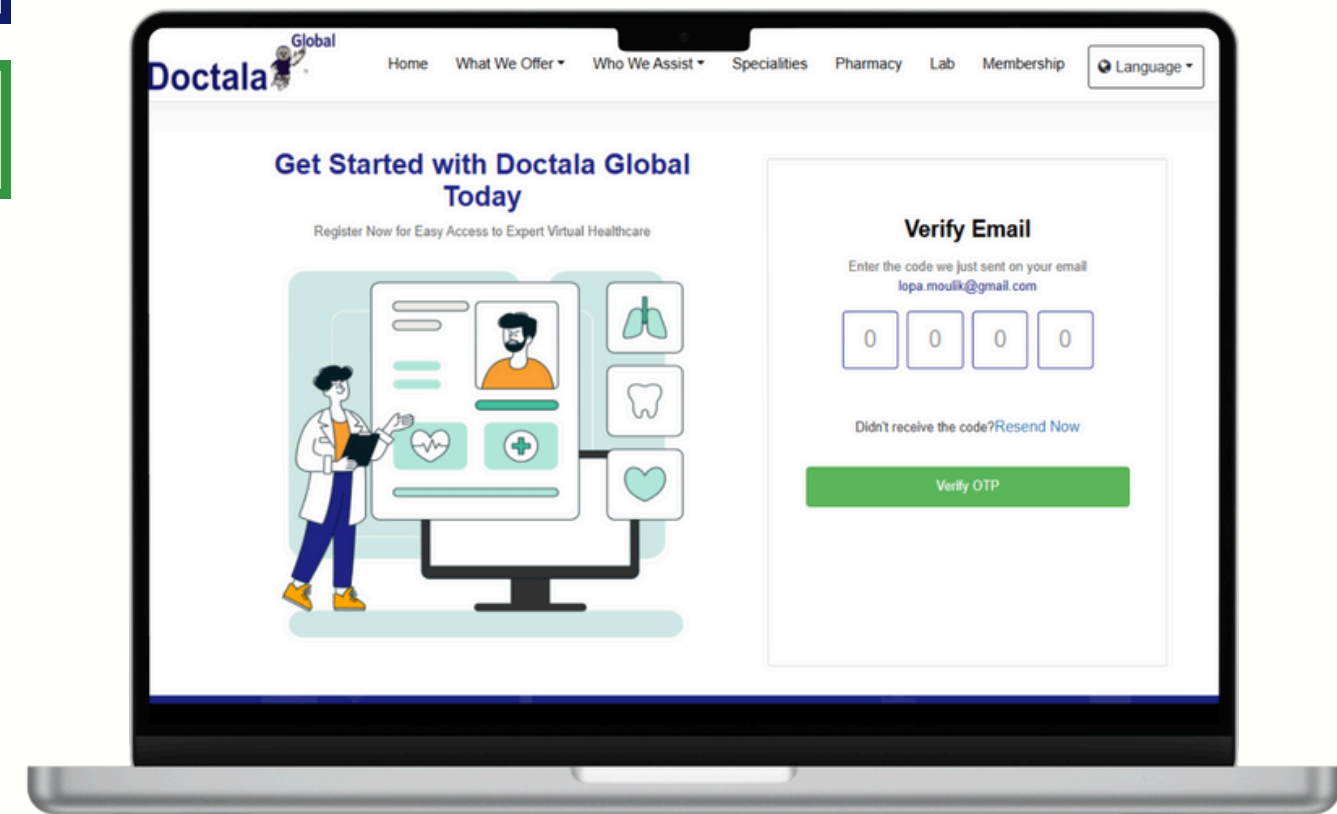 Global
Doctala
Home What We Offer Who We Assist Specialities Pharmacy Lab Membership Language
Get Started with Doctala Global
Today
Register Now for Easy Access to Expert Virtual Healthcare
Verify Email
Enter the code we just sent on your email
lopa.moulik@gmail.com
0 0 0 0
Didn't receive the code?Resend Now
Verify OTP